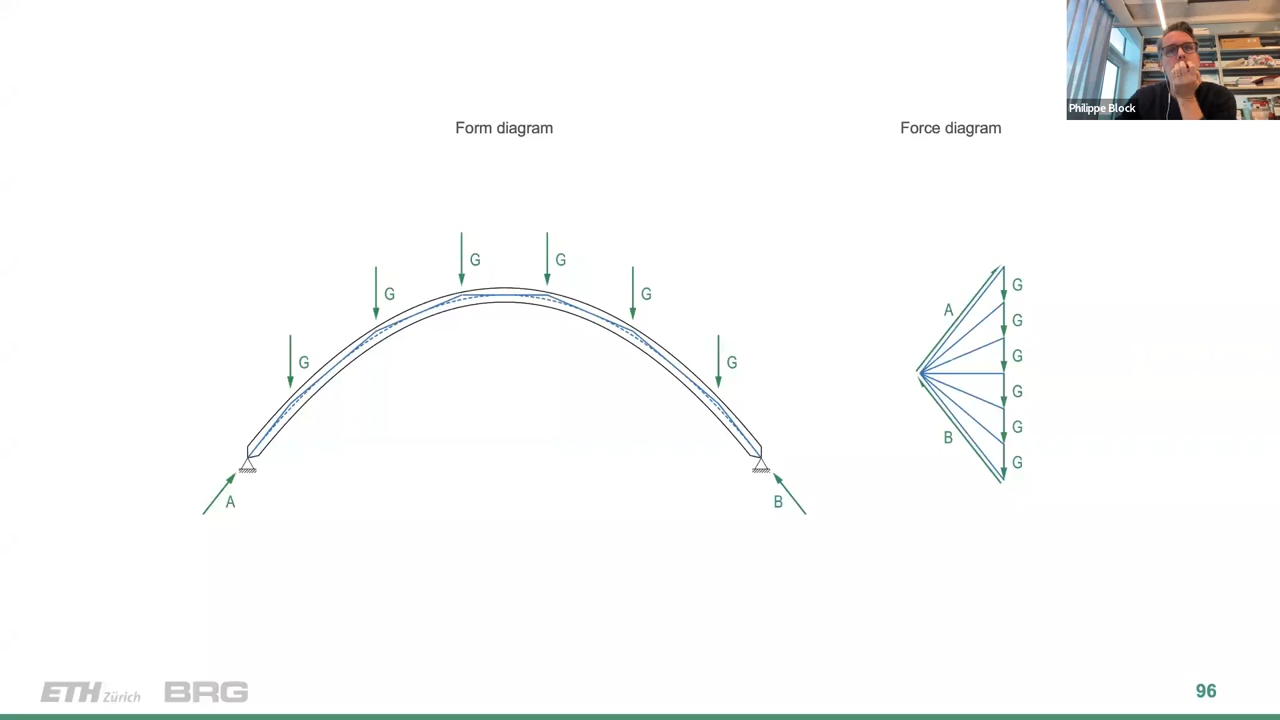 Philippe Block
Form diagram
Force diagram
G
G
G
G
G
G
A
B
G
G
G
G
G
G
A
B
ETH Zürich
BRG
96